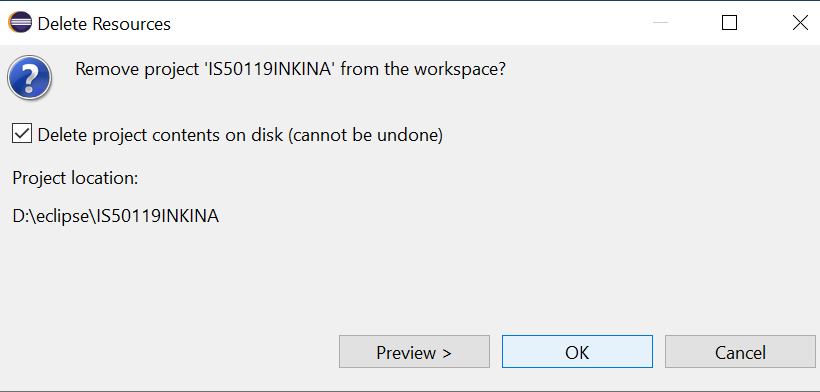 Delete Resources
Remove project 'IS50119INKINA' from the workspace?
Delete project contents on disk (cannot be undone)
Project location:
D:\eclipse\IS50119INKINA
Preview >
OK
Cancel